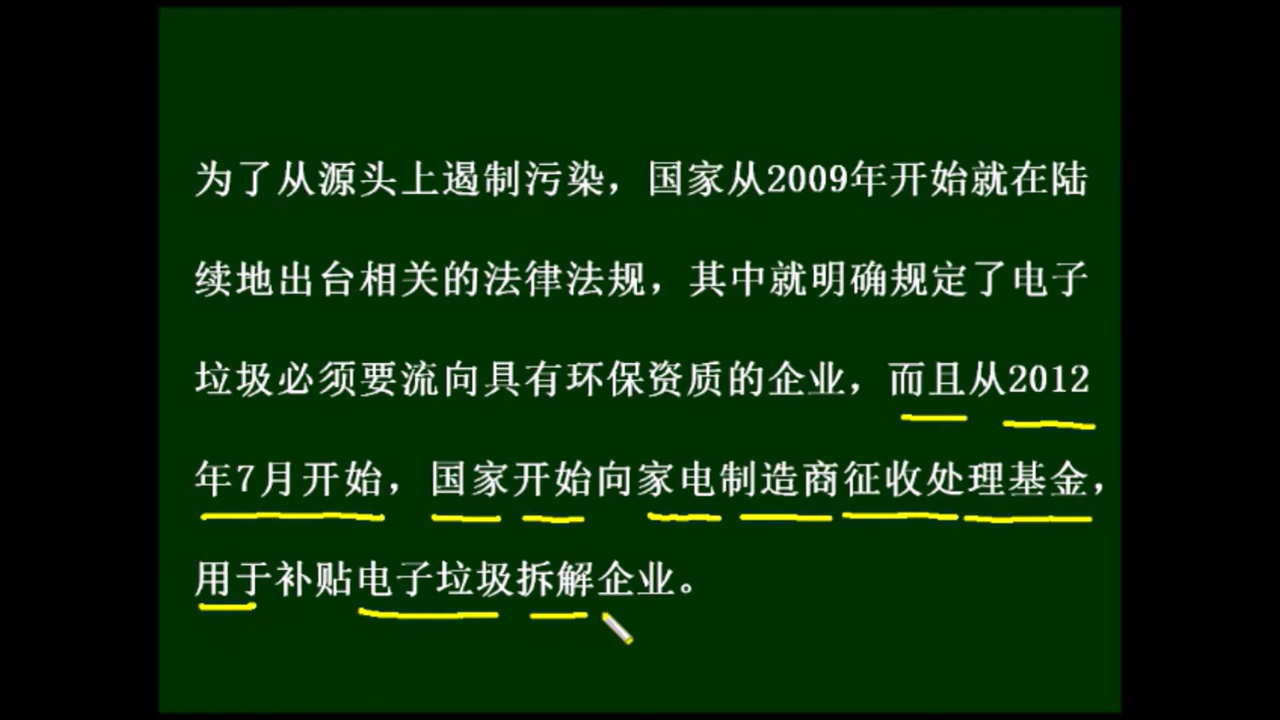 为了从源头上遏制污染，国家从2009年开始就在陆
续地出台相关的法律法规，其中就明确规定了电子
垃圾必须要流向具有环保资质的企业，而且从2012
年7月开始，国家开始向家电制造商征收处理基金，
用于补贴电子垃圾拆解企业。